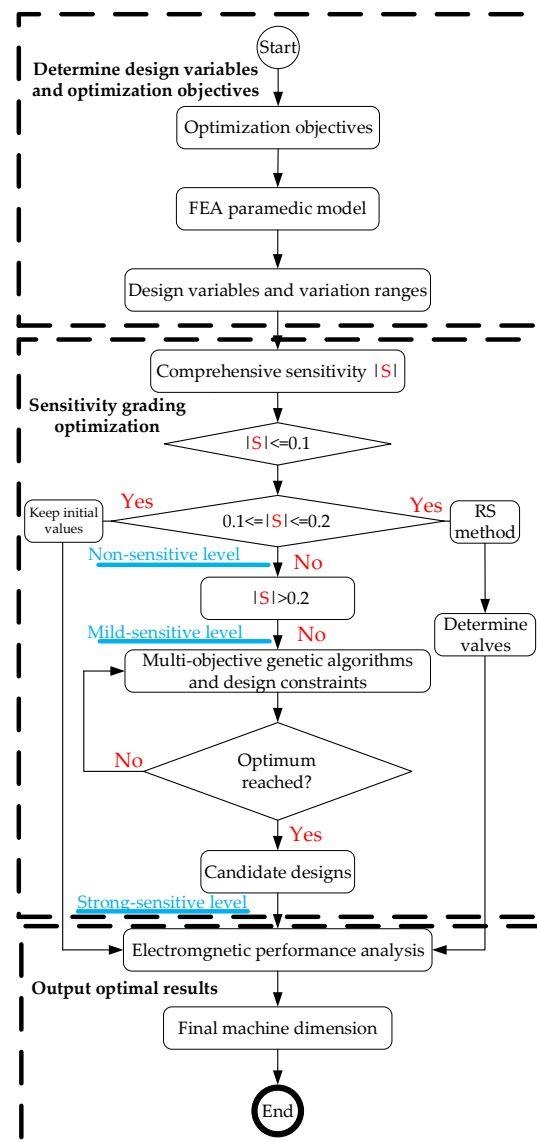 Start
Determine design variables
and optimization objectives
Optimization objectives
FEA paramedic model
Design variables and variation ranges
Comprehensive sensitivity |S|
Sensitivity grading
optimization
|S|<=0.1
Keep initial
values
Yes
0.1<=|S|<=0.2
Yes
RS
method
Non-sensitive level
No
|S|>0.2
Mild-sensitive level
No
Determine
valves
Multi-objective genetic algorithms
and design constraints
No
Optimum
reached?
Yes
Candidate designs
Strong-sensitive level
Electromgnetic performance analysis
Output optimal results
Final machine dimension
End